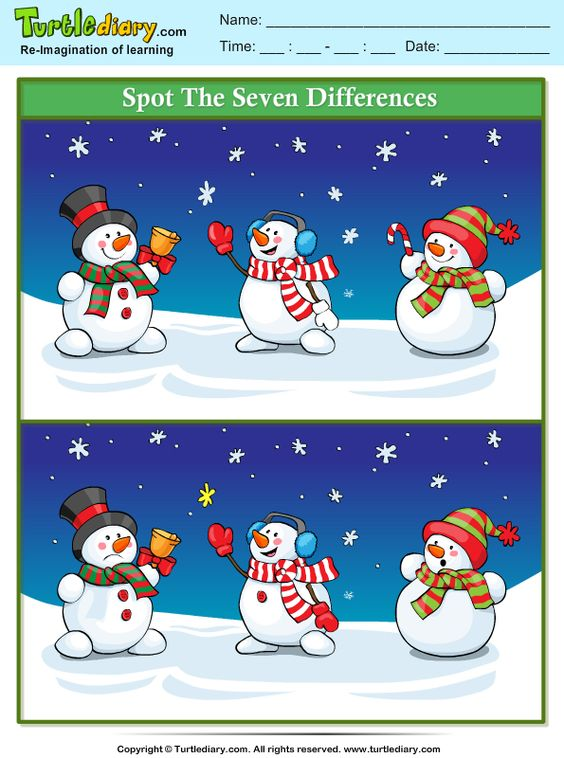 Turtlediary.com
Re-Imagination of learning
Name: ______________________________
Time: ___ : ___ - ___ : ___ Date: ____________
Spot The Seven Differences
Copyright © Turtlediary.com. All rights reserved. www.turtlediary.com